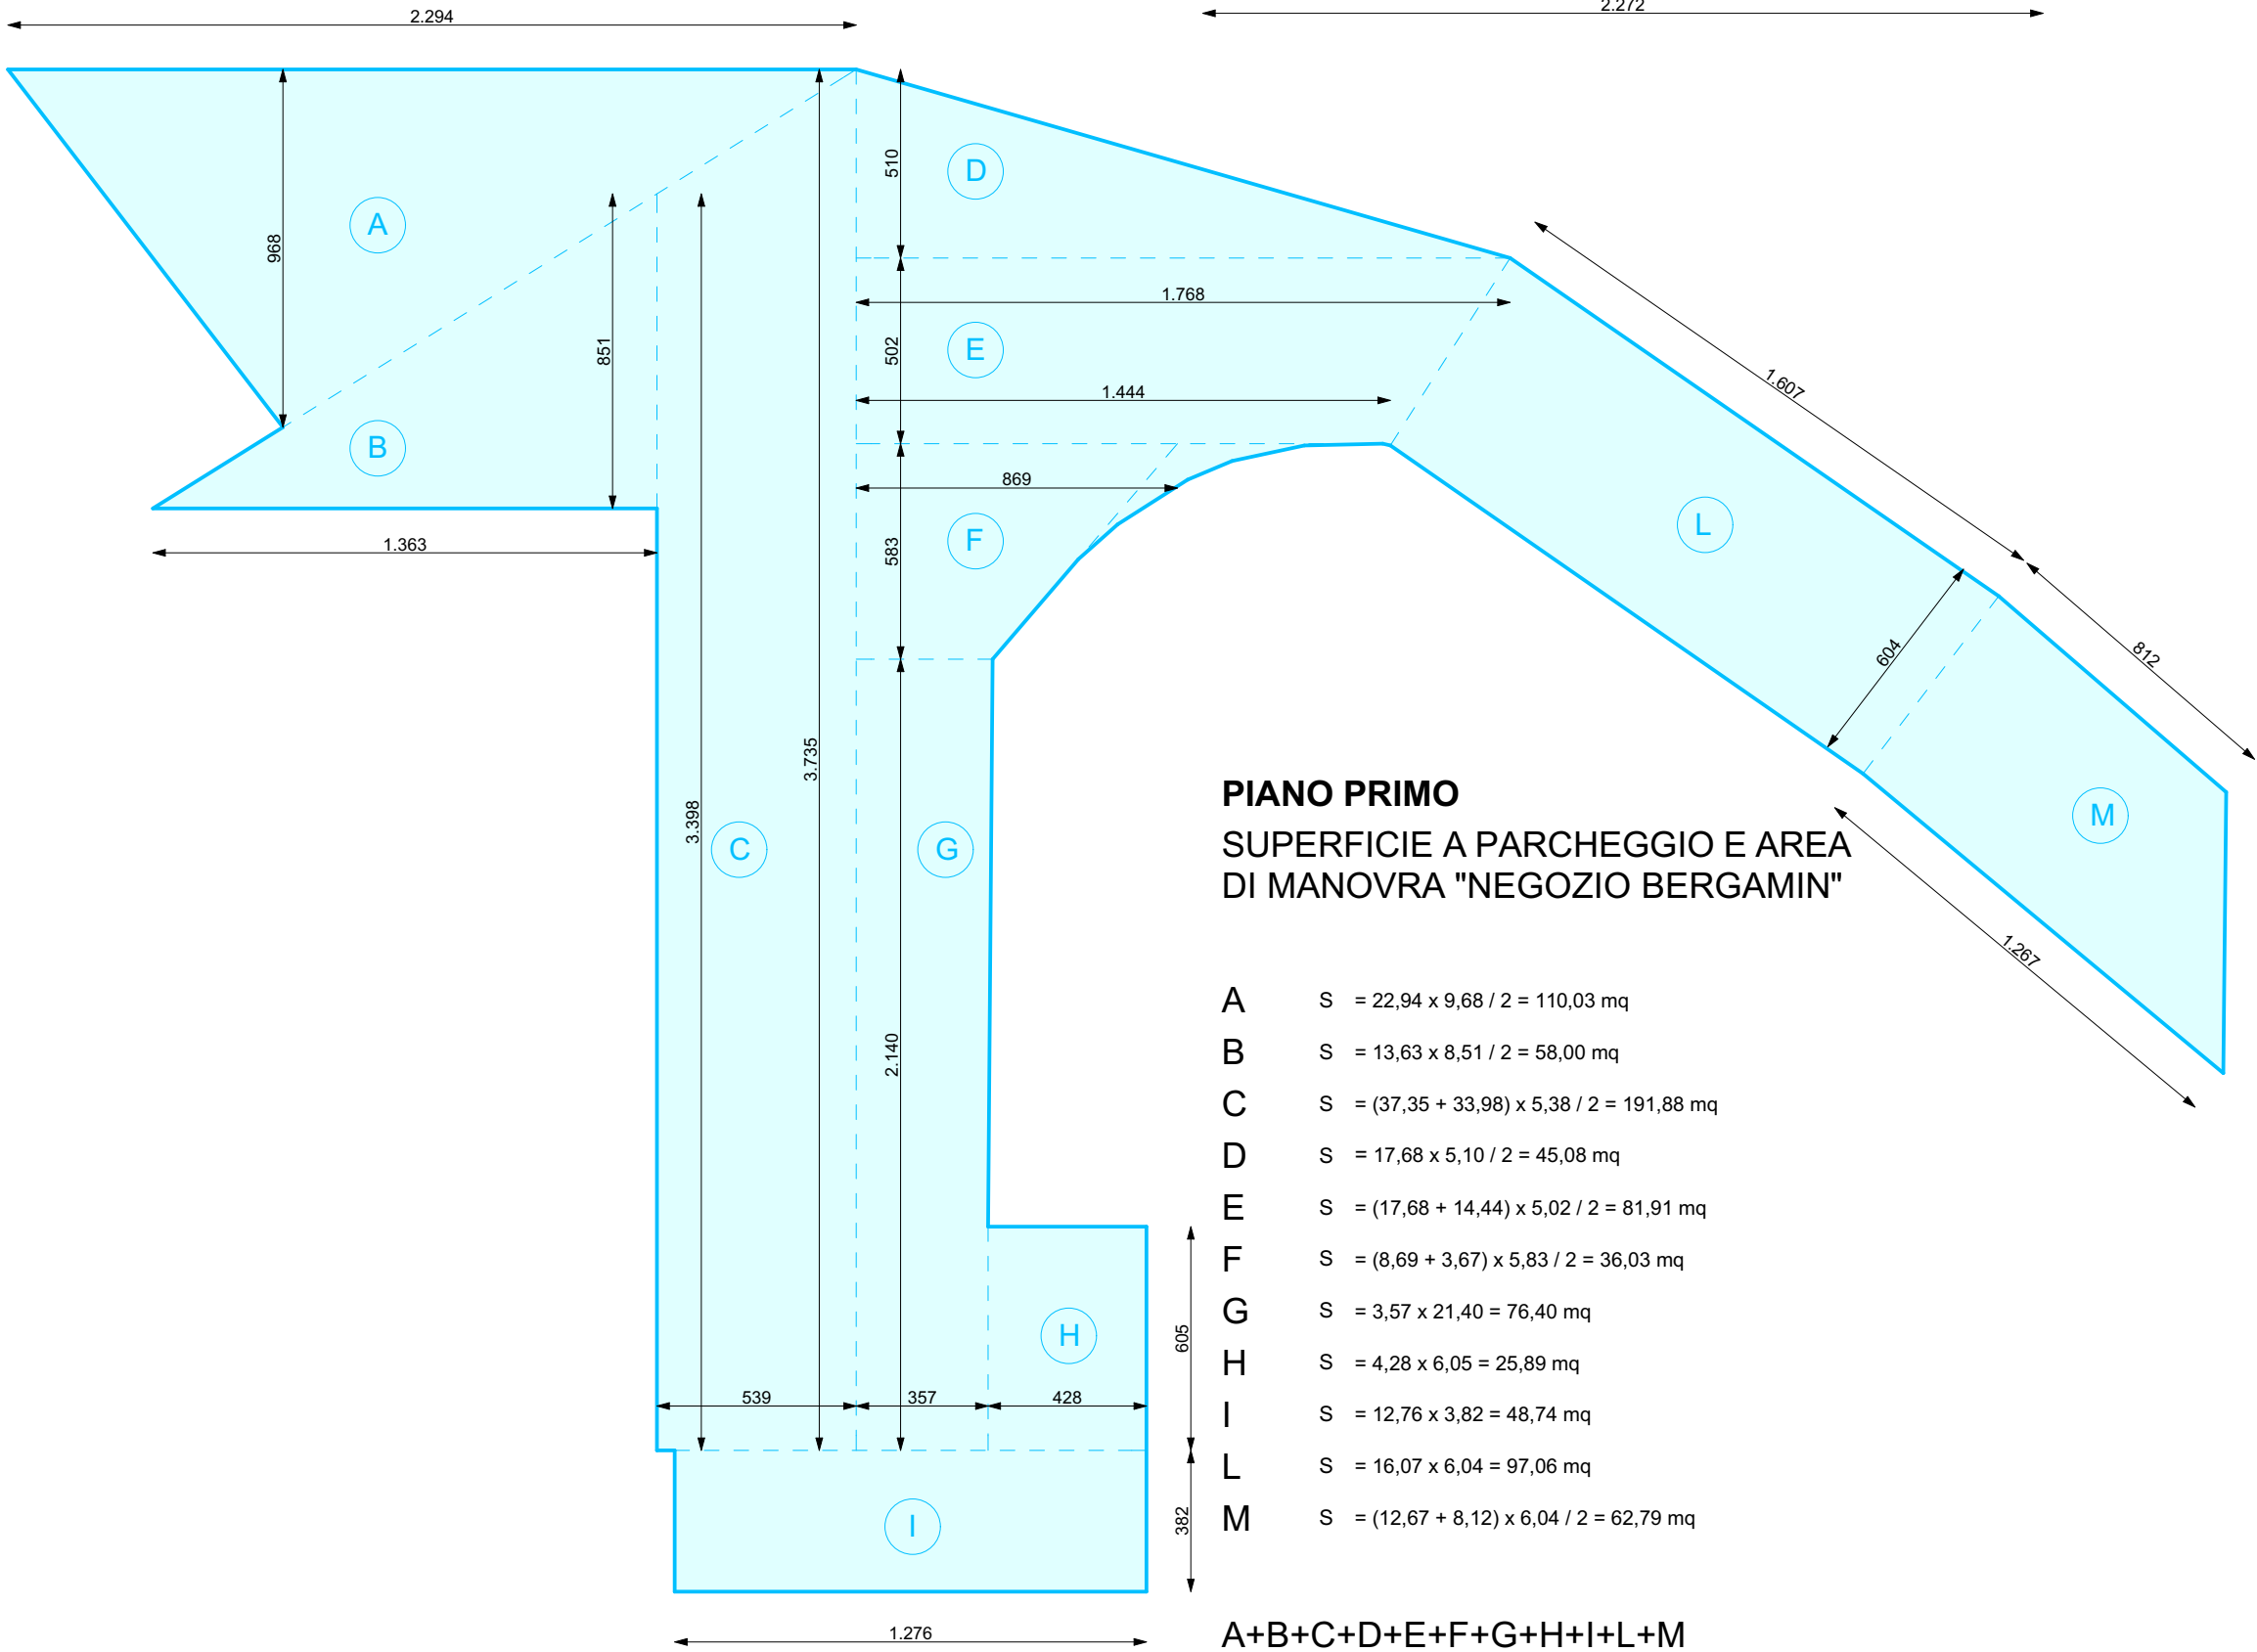 2.294
2.272
968
A
B
851
1.363
510
D
1.768
502
E
1.444
869
583
F
1.607
L
604
812
M
1.267
3.735
3.398
C
G
2.140
H
605
539
357
428
I
382
1.276
PIANO PRIMO
SUPERFICIE A PARCHEGGIO E AREA
DI MANOVRA "NEGOZIO BERGAMIN"
A S = 22,94 x 9,68 / 2 = 110,03 mq
B S = 13,63 x 8,51 / 2 = 58,00 mq
C S = (37,35 + 33,98) x 5,38 / 2 = 191,88 mq
D S = 17,68 x 5,10 / 2 = 45,08 mq
E S = (17,68 + 14,44) x 5,02 / 2 = 81,91 mq
F S = (8,69 + 3,67) x 5,83 / 2 = 36,03 mq
G S = 3,57 x 21,40 = 76,40 mq
H S = 4,28 x 6,05 = 25,89 mq
I S = 12,76 x 3,82 = 48,74 mq
L S = 16,07 x 6,04 = 97,06 mq
M S = (12,67 + 8,12) x 6,04 / 2 = 62,79 mq
A+B+C+D+E+F+G+H+I+L+M